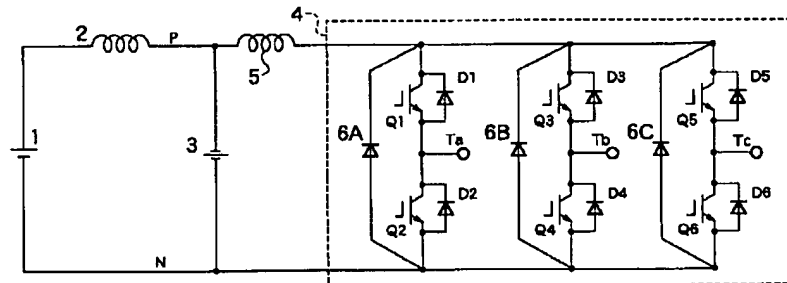 4
2 P
5
1
3
6A 6B 6C
D1 D3 D5
Q1 Q3 Q5
Ta Tb Tc
D2 D4 D6
Q2 Q4 Q6
N